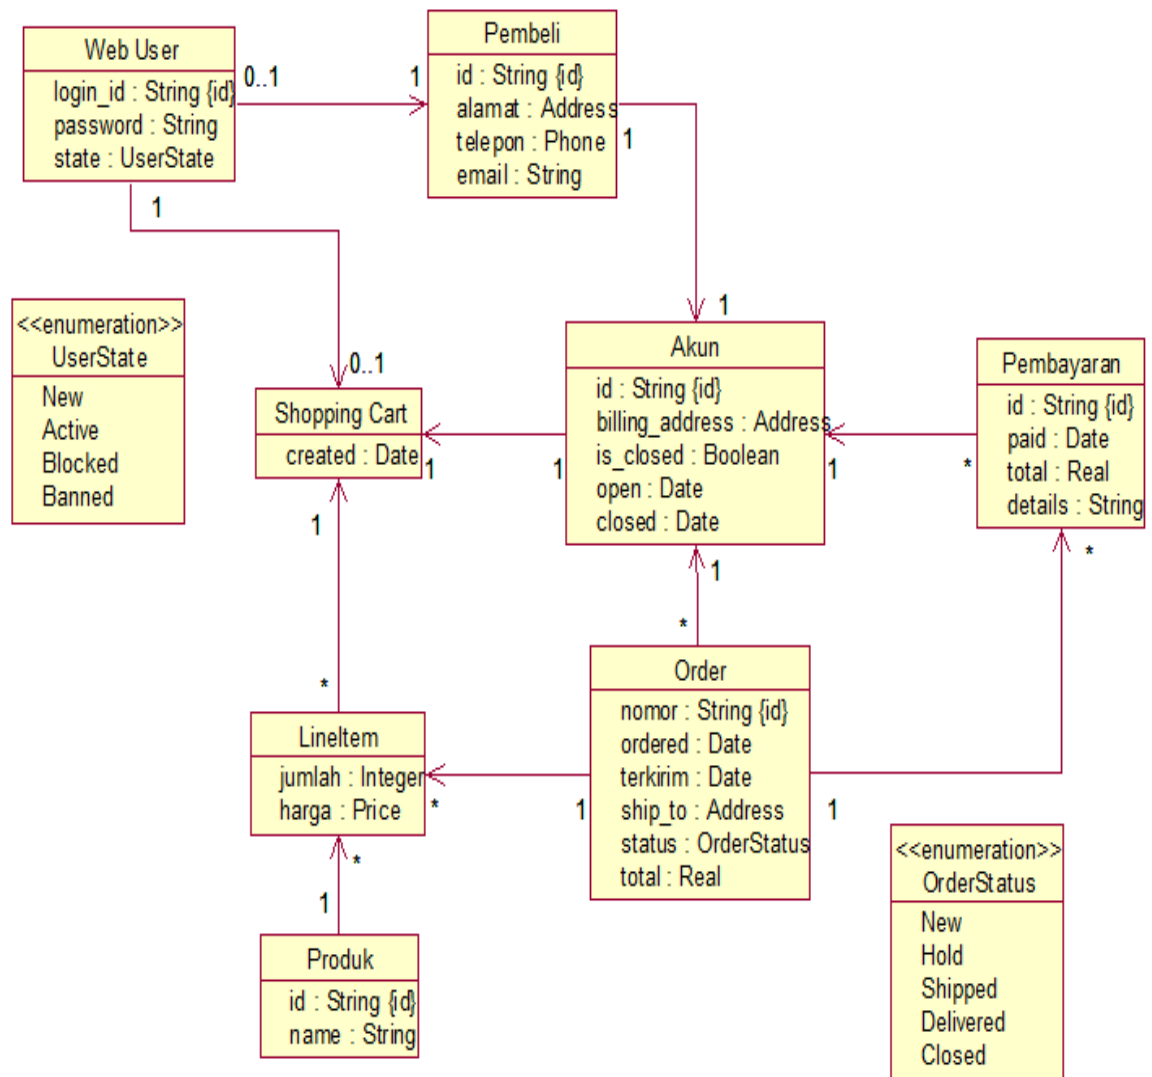 Web User
login_id : String {id}
password : String
state : UserState
0..1
1
Pembeli
id : String {id}
alamat : Address
telepon : Phone
email : String
1
1
1
0..1
<<enumeration>>
UserState
New
Active
Blocked
Banned
Shopping Cart
created : Date
1
1
Akun
id : String {id}
billing_address : Address
is_closed : Boolean
open : Date
closed : Date
1
*
Pembayaran
id : String {id}
paid : Date
total : Real
details : String
1
*
1
*
*
1
LineItem
jumlah : Integer
harga : Price
*
1
Order
nomor : String {id}
ordered : Date
terkirim : Date
ship_to : Address
status : OrderStatus
total : Real
1
*
1
Produk
id : String {id}
name : String
<<enumeration>>
OrderStatus
New
Hold
Shipped
Delivered
Closed